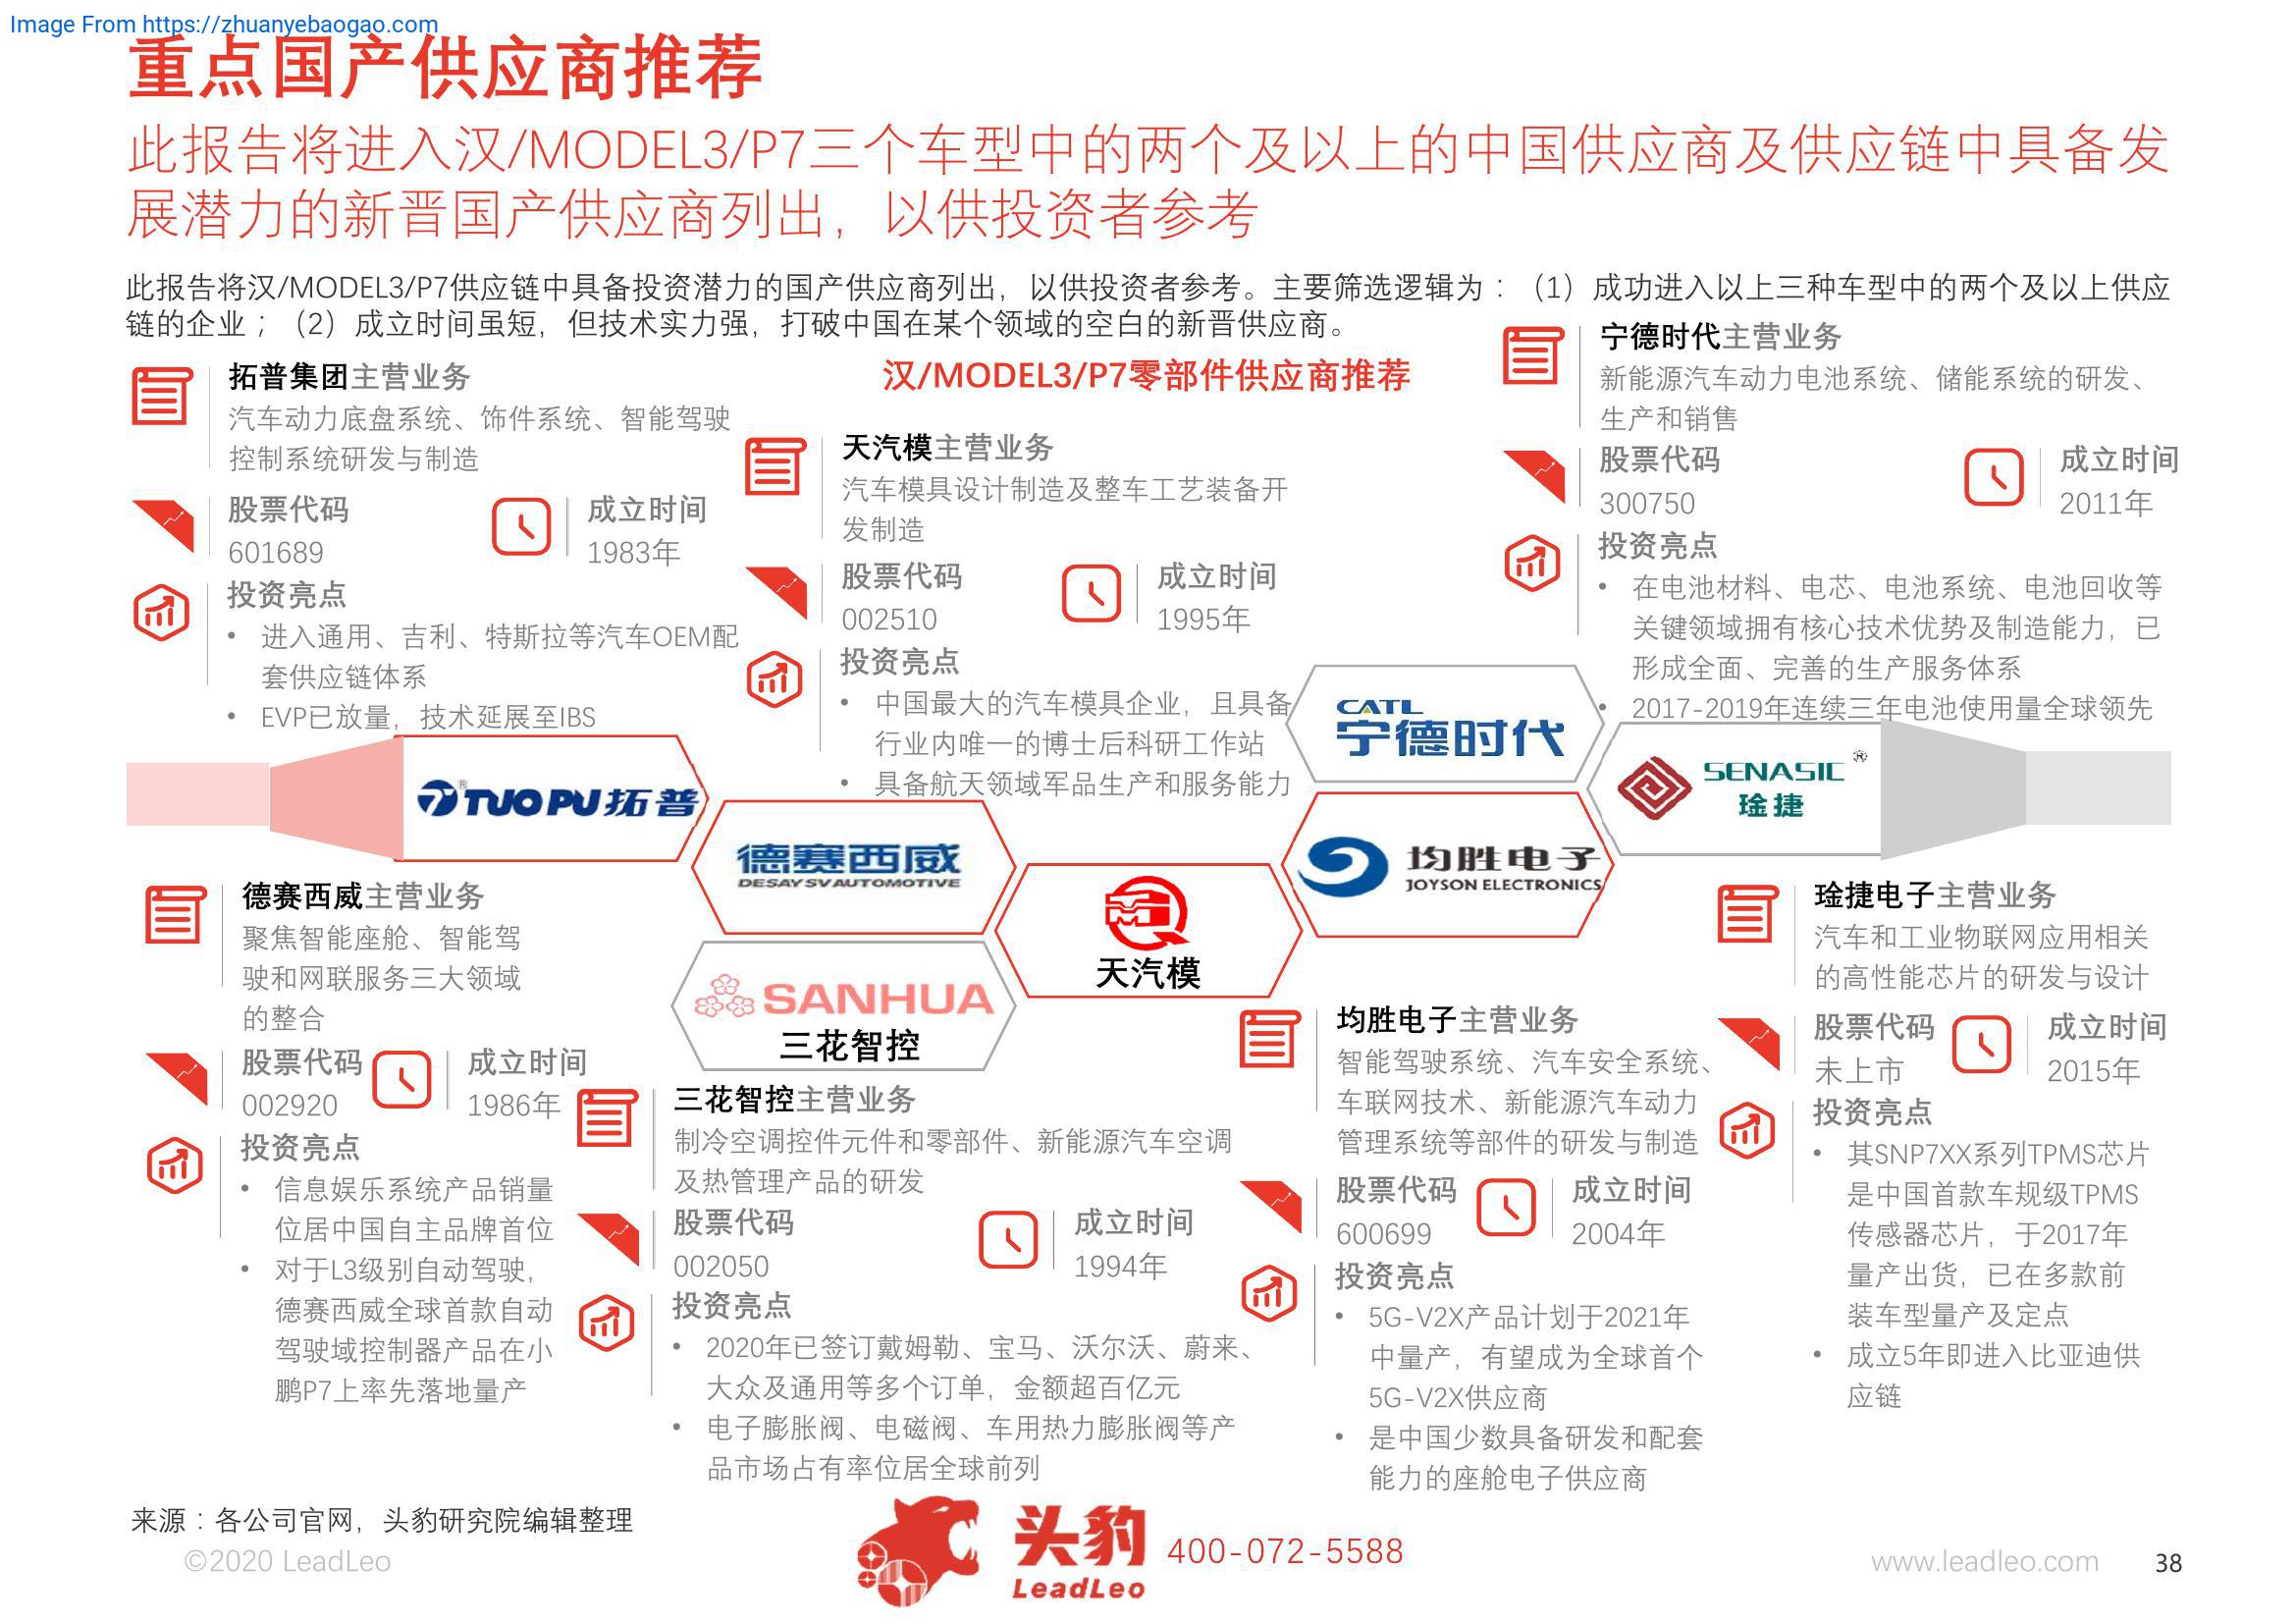 Image From https://zhuanyebaogao.com
重点国产供应商推荐
此报告将进入汉/MODEL3/P7三个车型中的两个及以上的中国供应商及供应链中具备发
展潜力的新晋国产供应商列出，以供投资者参考
此报告将汉/MODEL3/P7供应链中具备投资潜力的国产供应商列出，以供投资者参考。主要筛选逻辑为：（1）成功进入以上三种车型中的两个及以上供应
链的企业；（2）成立时间虽短，但技术实力强，打破中国在某个领域的空白的新晋供应商。
汉/MODEL3/P7零部件供应商推荐
拓普集团主营业务
汽车动力底盘系统、饰件系统、智能驾驶
控制系统研发与制造
股票代码
601689
成立时间
1983年
投资亮点
• 进入通用、吉利、特斯拉等汽车OEM配
套供应链体系
• EVP已放量，技术延展至IBS
天汽模主营业务
汽车模具设计制造及整车工艺装备开
发制造
股票代码
002510
成立时间
1995年
投资亮点
• 中国最大的汽车模具企业，且具备
行业内唯一的博士后科研工作站
• 具备航天领域军品生产和服务能力
宁德时代主营业务
新能源汽车动力电池系统、储能系统的研发、
生产和销售
股票代码
300750
成立时间
2011年
投资亮点
• 在电池材料、电芯、电池系统、电池回收等
关键领域拥有核心技术优势及制造能力，已
形成全面、完善的生产服务体系
• 2017-2019年连续三年电池使用量全球领先
®TUOPU拓普
德赛西威
DESAY SV AUTOMOTIVE
SANHUA
三花智控
天汽模
CATL
宁德时代
均胜电子
JOYSON ELECTRONICS
SENASIC ®
琻捷
德赛西威主营业务
聚焦智能座舱、智能驾
驶和网联服务三大领域
的整合
股票代码
002920
成立时间
1986年
投资亮点
• 信息娱乐系统产品销量
位居中国自主品牌首位
• 对于L3级别自动驾驶，
德赛西威全球首款自动
驾驶域控制器产品在小
鹏P7上率先落地量产
三花智控主营业务
制冷空调控件元件和零部件、新能源汽车空调
及热管理产品的研发
股票代码
002050
成立时间
1994年
投资亮点
• 2020年已签订戴姆勒、宝马、沃尔沃、蔚来、
大众及通用等多个订单，金额超百亿元
• 电子膨胀阀、电磁阀、车用热力膨胀阀等产
品市场占有率位居全球前列
均胜电子主营业务
智能驾驶系统、汽车安全系统、
车联网技术、新能源汽车动力
管理系统等部件的研发与制造
股票代码
600699
成立时间
2004年
投资亮点
• 5G-V2X产品计划于2021年
中量产，有望成为全球首个
5G-V2X供应商
• 是中国少数具备研发和配套
能力的座舱电子供应商
琻捷电子主营业务
汽车和工业物联网应用相关
的高性能芯片的研发与设计
股票代码
未上市
成立时间
2015年
投资亮点
• 其SNP7XX系列TPMS芯片
是中国首款车规级TPMS
传感器芯片，于2017年
量产出货，已在多款前
装车型量产及定点
• 成立5年即进入比亚迪供
应链
来源：各公司官网，头豹研究院编辑整理
©2020 LeadLeo
头豹
LeadLeo
400-072-5588
www.leadleo.com
38